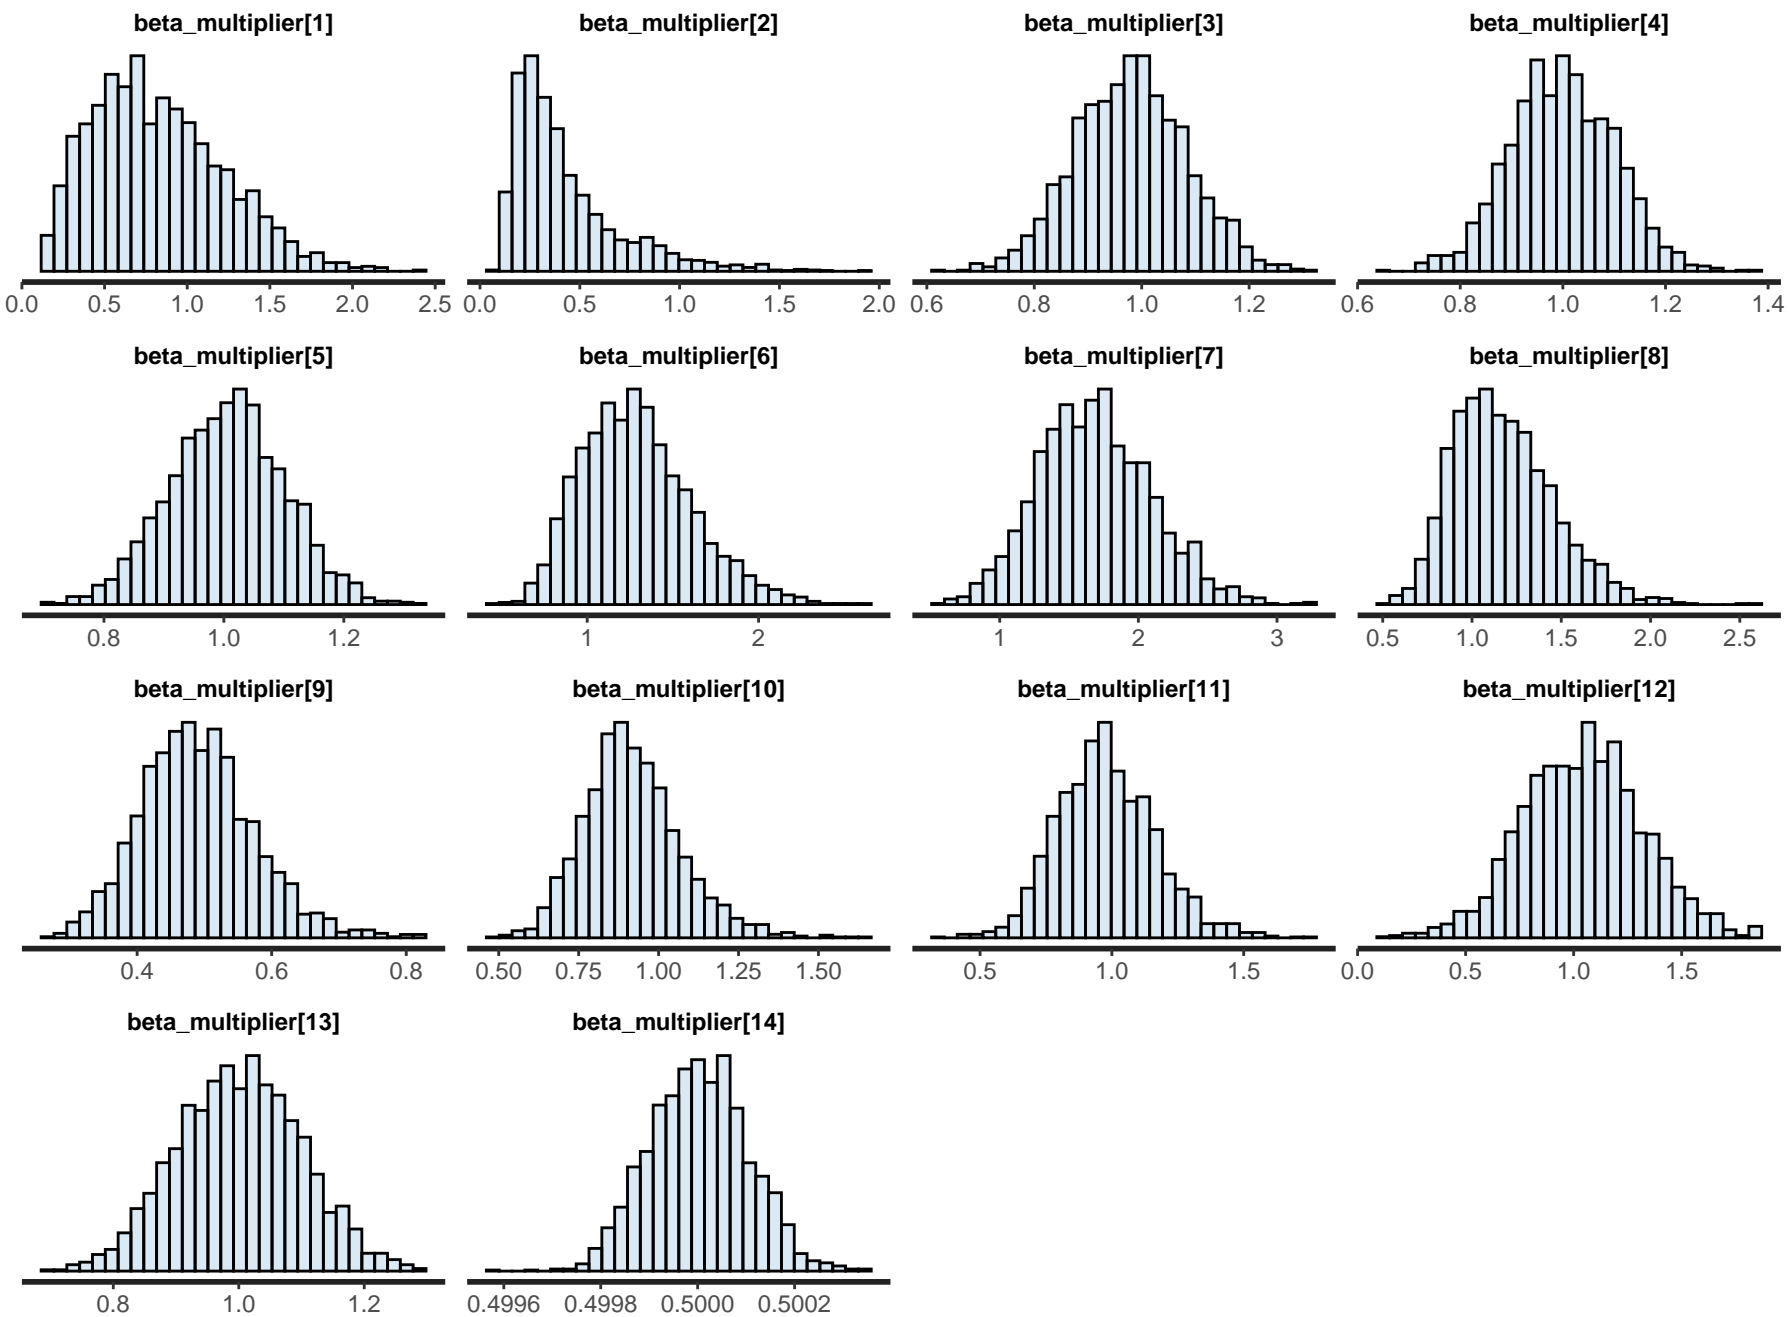 beta_multiplier[1] beta_multiplier[2] beta_multiplier[3] beta_multiplier[4]
0.0 0.5 1.0 1.5 2.0 2.5 0.0 0.5 1.0 1.5 2.0 0.6 0.8 1.0 1.2 0.6 0.8 1.0 1.2 1.4
beta_multiplier[5] beta_multiplier[6] beta_multiplier[7] beta_multiplier[8]
0.8 1.0 1.2 1 2 1 2 3 0.5 1.0 1.5 2.0 2.5
beta_multiplier[9] beta_multiplier[10] beta_multiplier[11] beta_multiplier[12]
0.4 0.6 0.8 0.50 0.75 1.00 1.25 1.50 0.5 1.0 1.5 0.0 0.5 1.0 1.5
beta_multiplier[13] beta_multiplier[14]
0.8 1.0 1.2 0.4996 0.4998 0.5000 0.5002